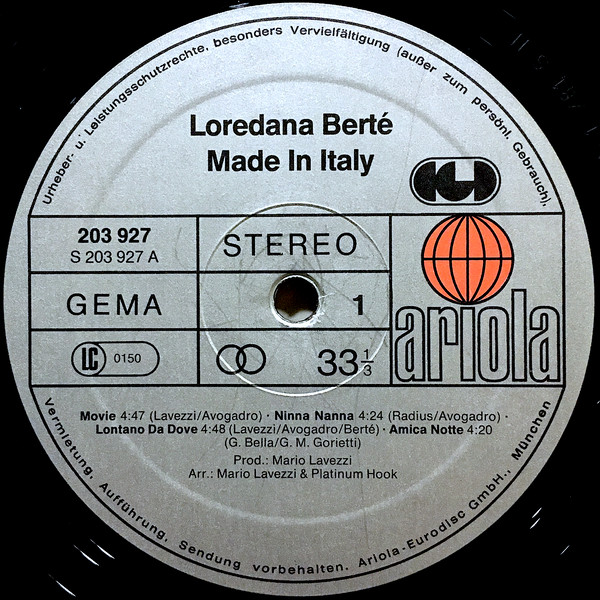 Urheber- u. Leistungsschutzrechte, besonders Vervielfältigung (außer zum persönl. Gebrauch),
Loredana Berté
Made In Italy
203 927
S 203 927 A
STEREO
GEMA
1
ariola
LC 0150
33 1/3
Movie 4:47 (Lavezzi/Avogadro) · Ninna Nanna 4:24 (Radius/Avogadro) ·
Lontano Da Dove 4:48 (Lavezzi/Avogadro/Berté) · Amica Notte 4:20
(G. Bella/G. M. Gorietti)
Prod.: Mario Lavezzi
Arr.: Mario Lavezzi & Platinum Hook
Vermietung, Aufführung, Sendung vorbehalten. Ariola-Eurodisc GmbH., München